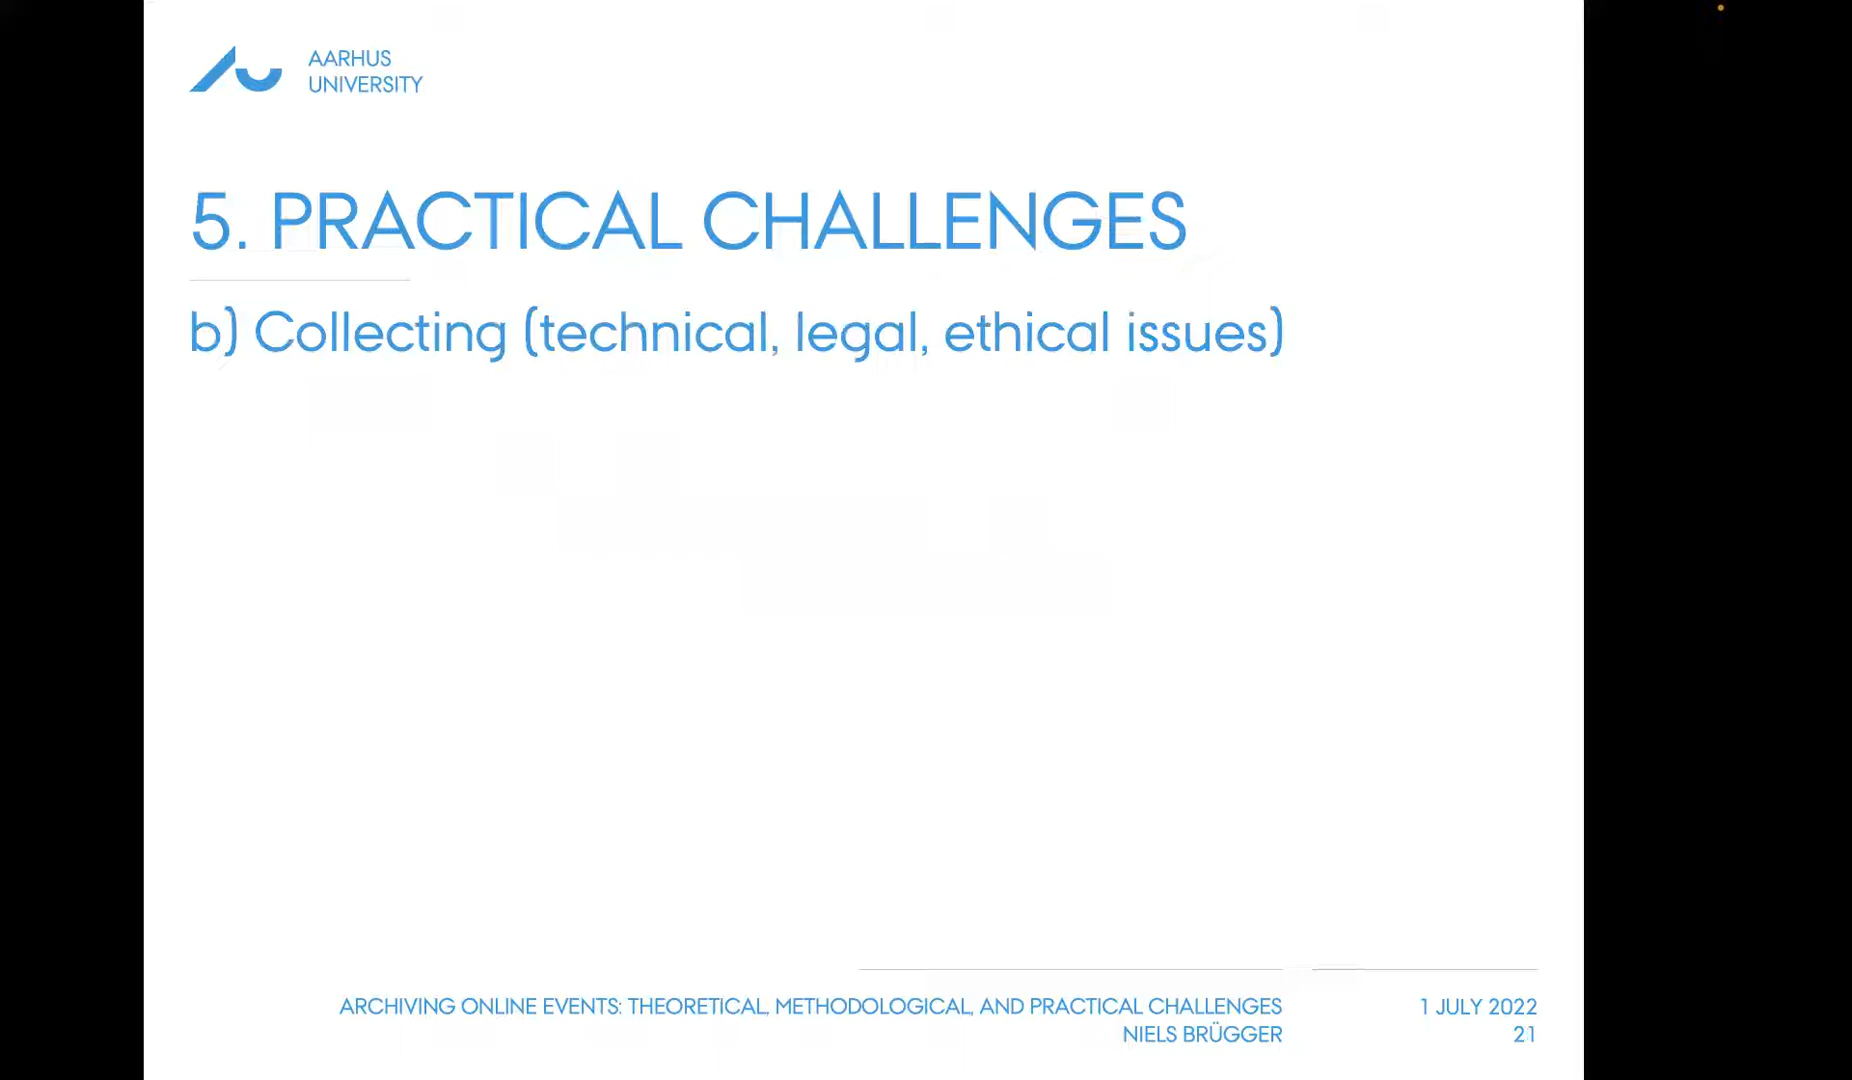 AARHUS
UNIVERSITY
5. PRACTICAL CHALLENGES
b) Collecting (technical, legal, ethical issues)
ARCHIVING ONLINE EVENTS: THEORETICAL, METHODOLOGICAL, AND PRACTICAL CHALLENGES
NIELS BRÜGGER
1 JULY 2022
21